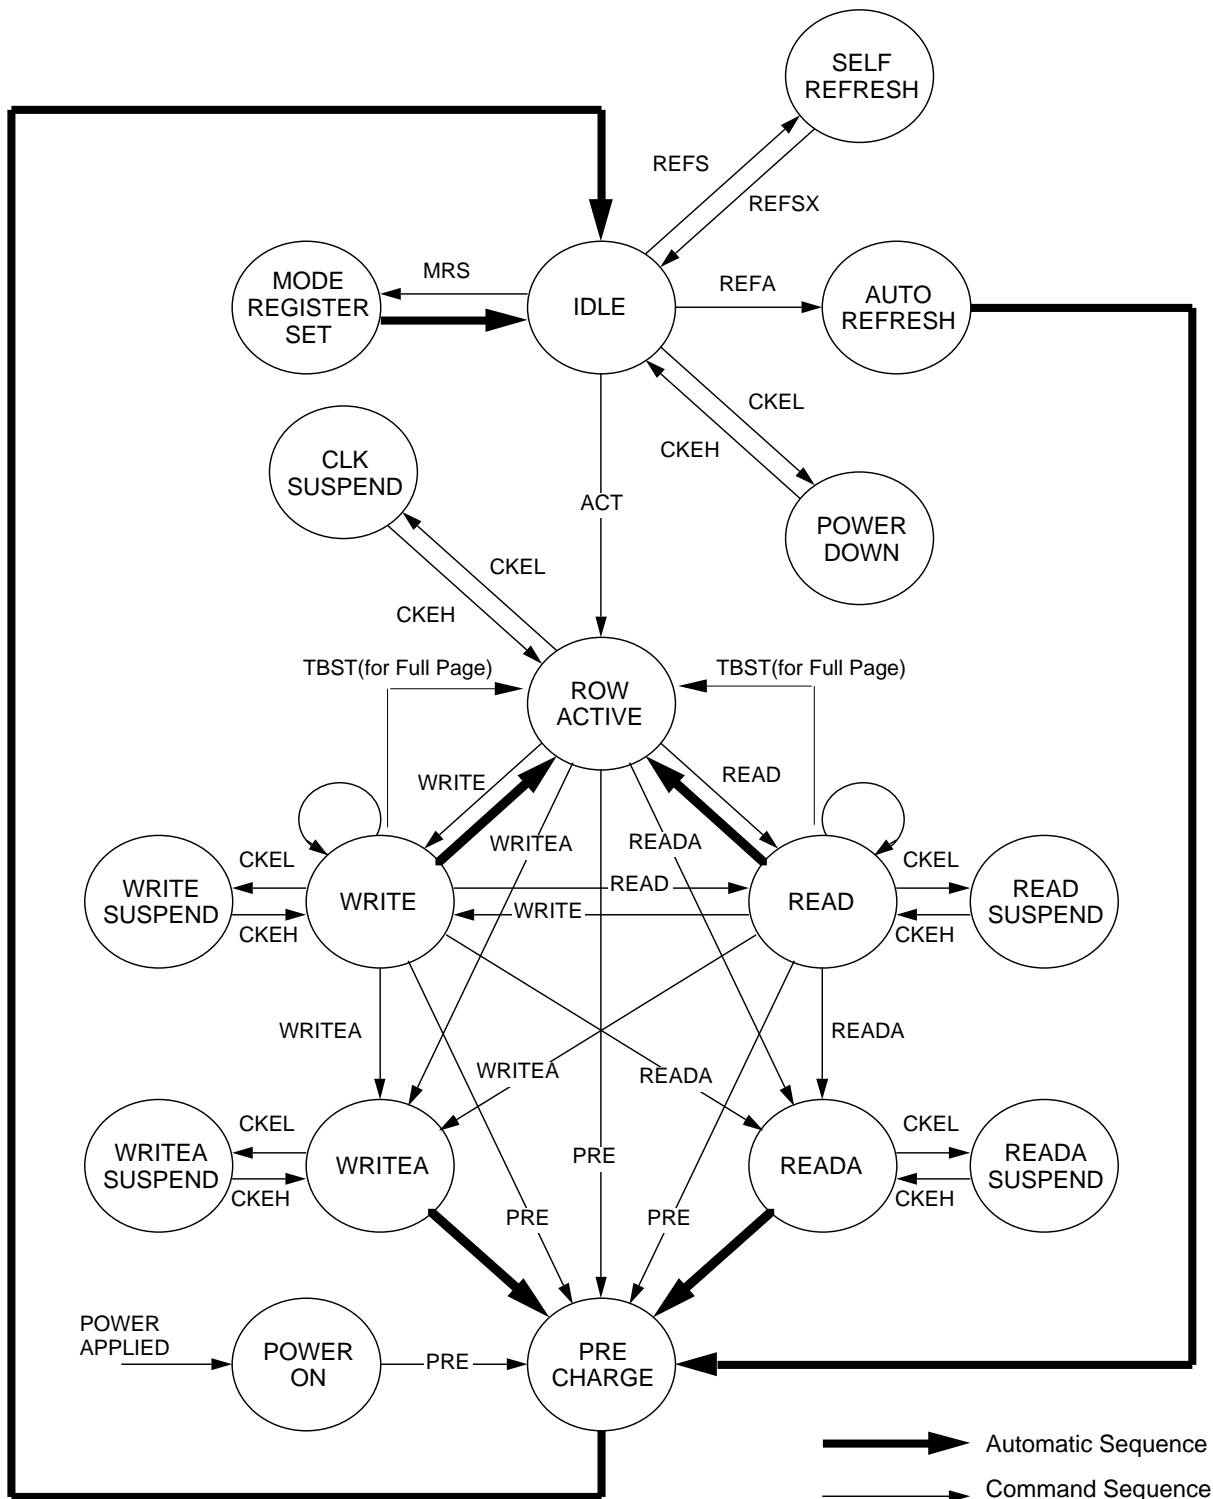 SELF
REFRESH
REFS
REFSX
MODE
REGISTER
SET
MRS
IDLE
REFA
AUTO
REFRESH
CKEL
CKEH
CLK
SUSPEND
ACT
POWER
DOWN
CKEL
CKEH
TBST(for Full Page)
TBST(for Full Page)
ROW
ACTIVE
WRITE
READ
WRITEA
READA
CKEL
CKEL
WRITE
SUSPEND
WRITE
READ
WRITE
READ
READ
SUSPEND
CKEH
CKEH
WRITEA
READA
WRITEA
READA
CKEL
CKEL
WRITEA
SUSPEND
WRITEA
PRE
READA
READA
SUSPEND
CKEH
CKEH
PRE
PRE
POWER
APPLIED
POWER
ON
PRE
PRE
CHARGE
Automatic Sequence
Command Sequence